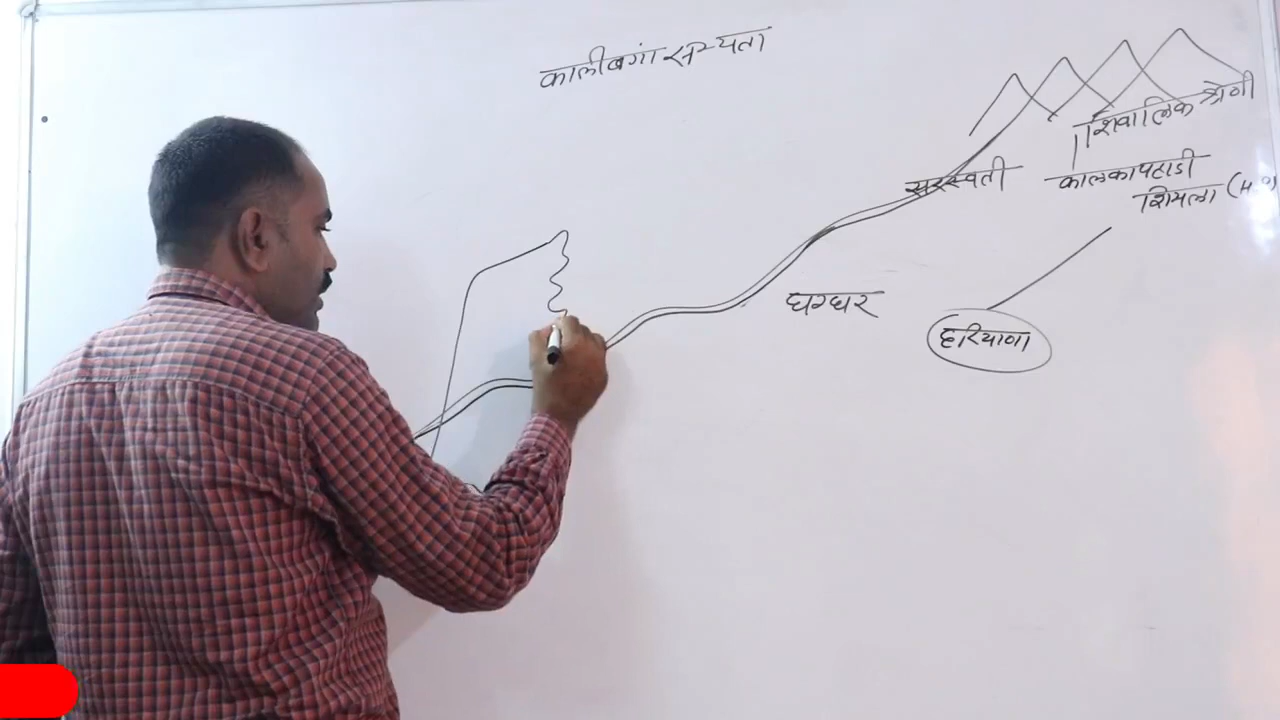 कालीबंगा सभ्यता
शिवालिक श्रेणी
सरस्वती
कालका पहाडी
शिमला (H.P)
घग्घर
हरियाणा